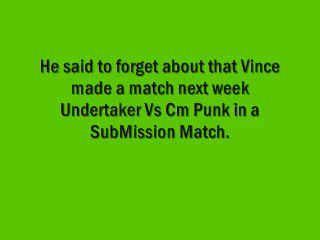 He said to forget about that Vince
made a match next week
Undertaker Vs Cm Punk in a
SubMission Match.